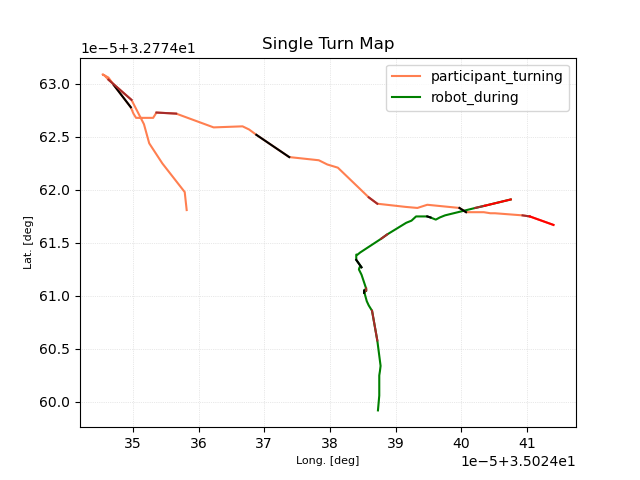 Single Turn Map
1e−5+3.2774e1
participant_turning
robot_during
63.0
62.5
62.0
61.5
61.0
60.5
60.0
Lat. [deg]
35 36 37 38 39 40 41
Long. [deg]
1e−5+3.5024e1